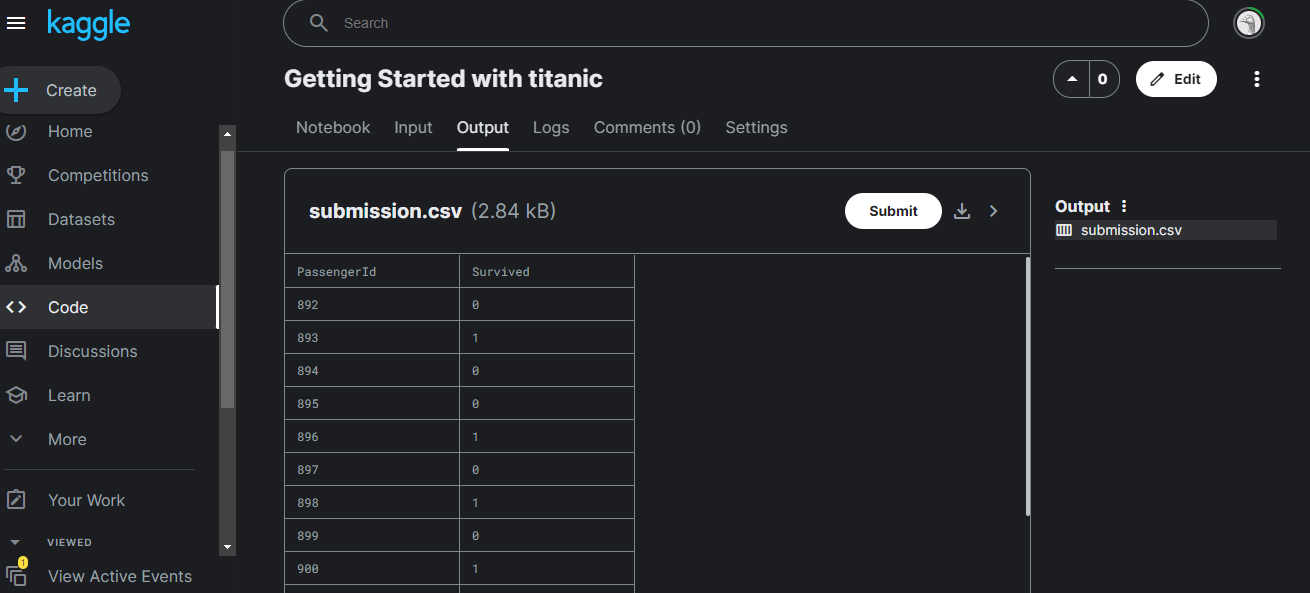 kaggle
Search
Create
Home
Competitions
Datasets
Models
Code
Discussions
Learn
More
Your Work
VIEWED
1
View Active Events
Getting Started with titanic
0
Edit
Notebook Input Output Logs Comments (0) Settings
submission.csv (2.84 kB)
Submit
PassengerId Survived
892 0
893 1
894 0
895 0
896 1
897 0
898 1
899 0
900 1
Output
submission.csv